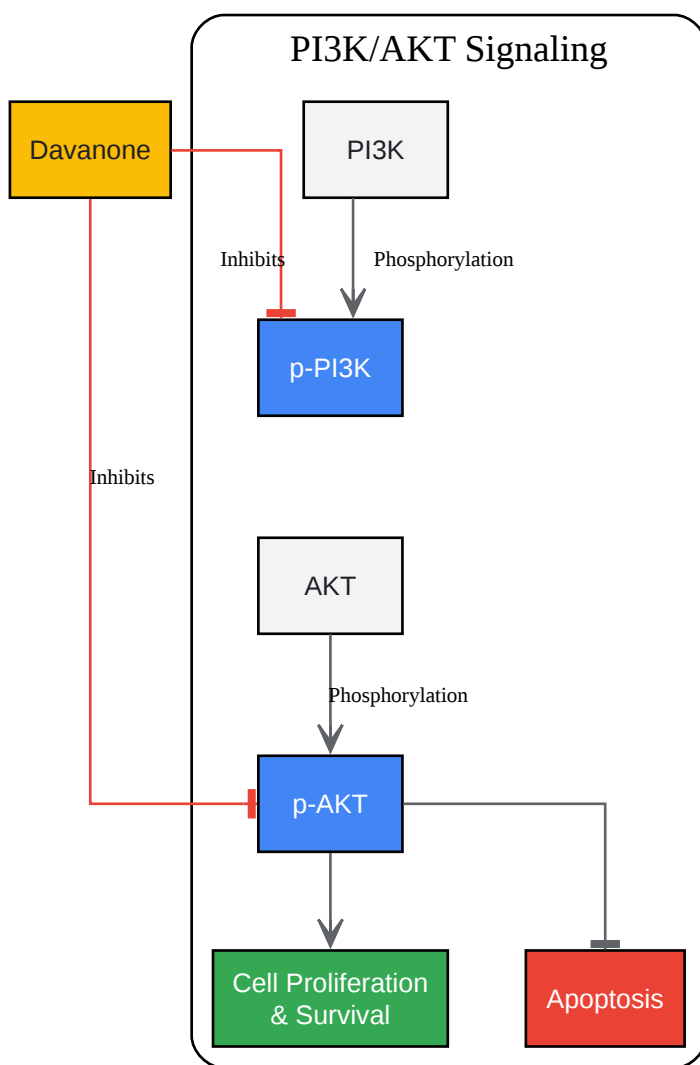 PI3K/AKT Signaling
Davanone
PI3K
Inhibits
Phosphorylation
p-PI3K
Inhibits
AKT
Phosphorylation
p-AKT
Cell Proliferation
& Survival
Apoptosis